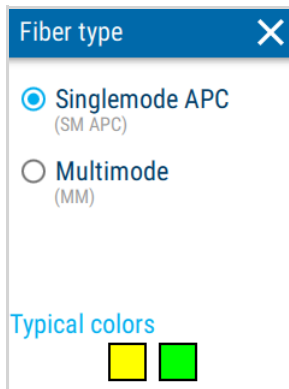 Fiber type
Singlemode APC
(SM APC)
Multimode
(MM)
Typical colors